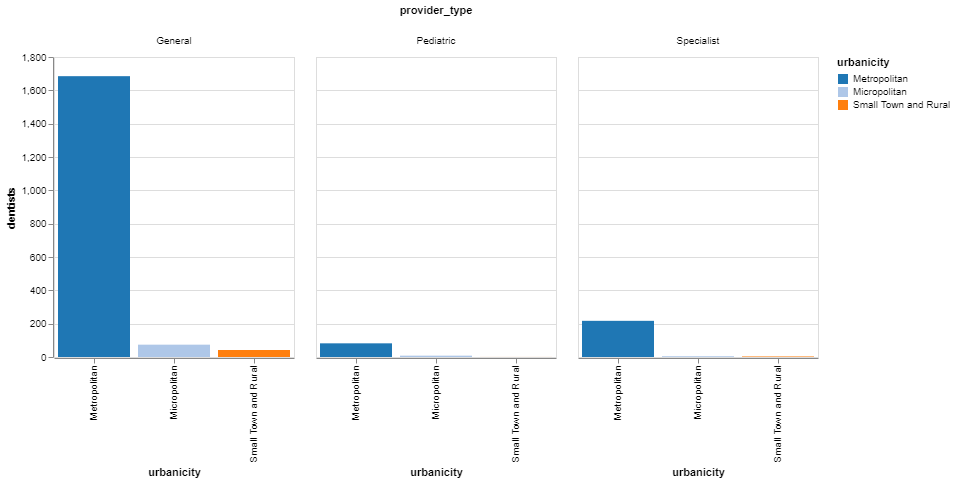 provider_type
General
Pediatric
Specialist
urbanicity
Metropolitan
Micropolitan
Small Town and Rural
dentists
1,800
1,600
1,400
1,200
1,000
800
600
400
200
0
Metropolitan
Micropolitan
Small Town and Rural
Metropolitan
Micropolitan
Small Town and Rural
Metropolitan
Micropolitan
Small Town and Rural
urbanicity
urbanicity
urbanicity